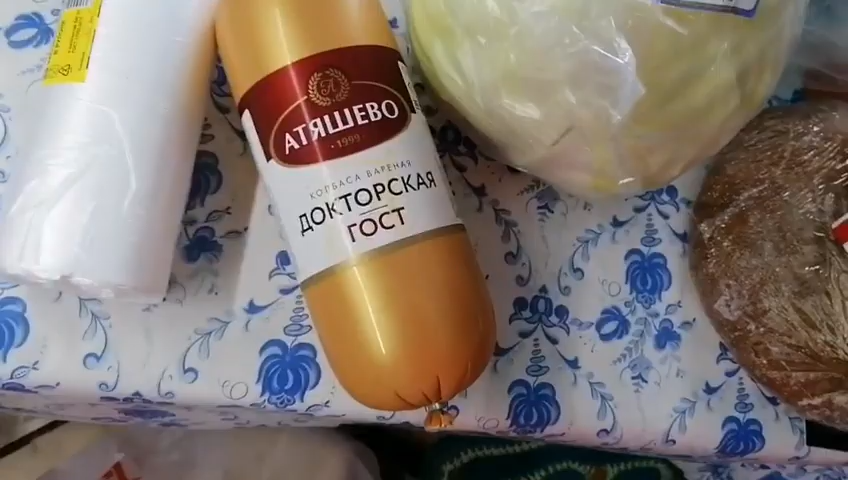 АТЯШЕВО
• 1999 •
КОЛБАСА ВАРЕНАЯ
ДОКТОРСКАЯ
ГОСТ